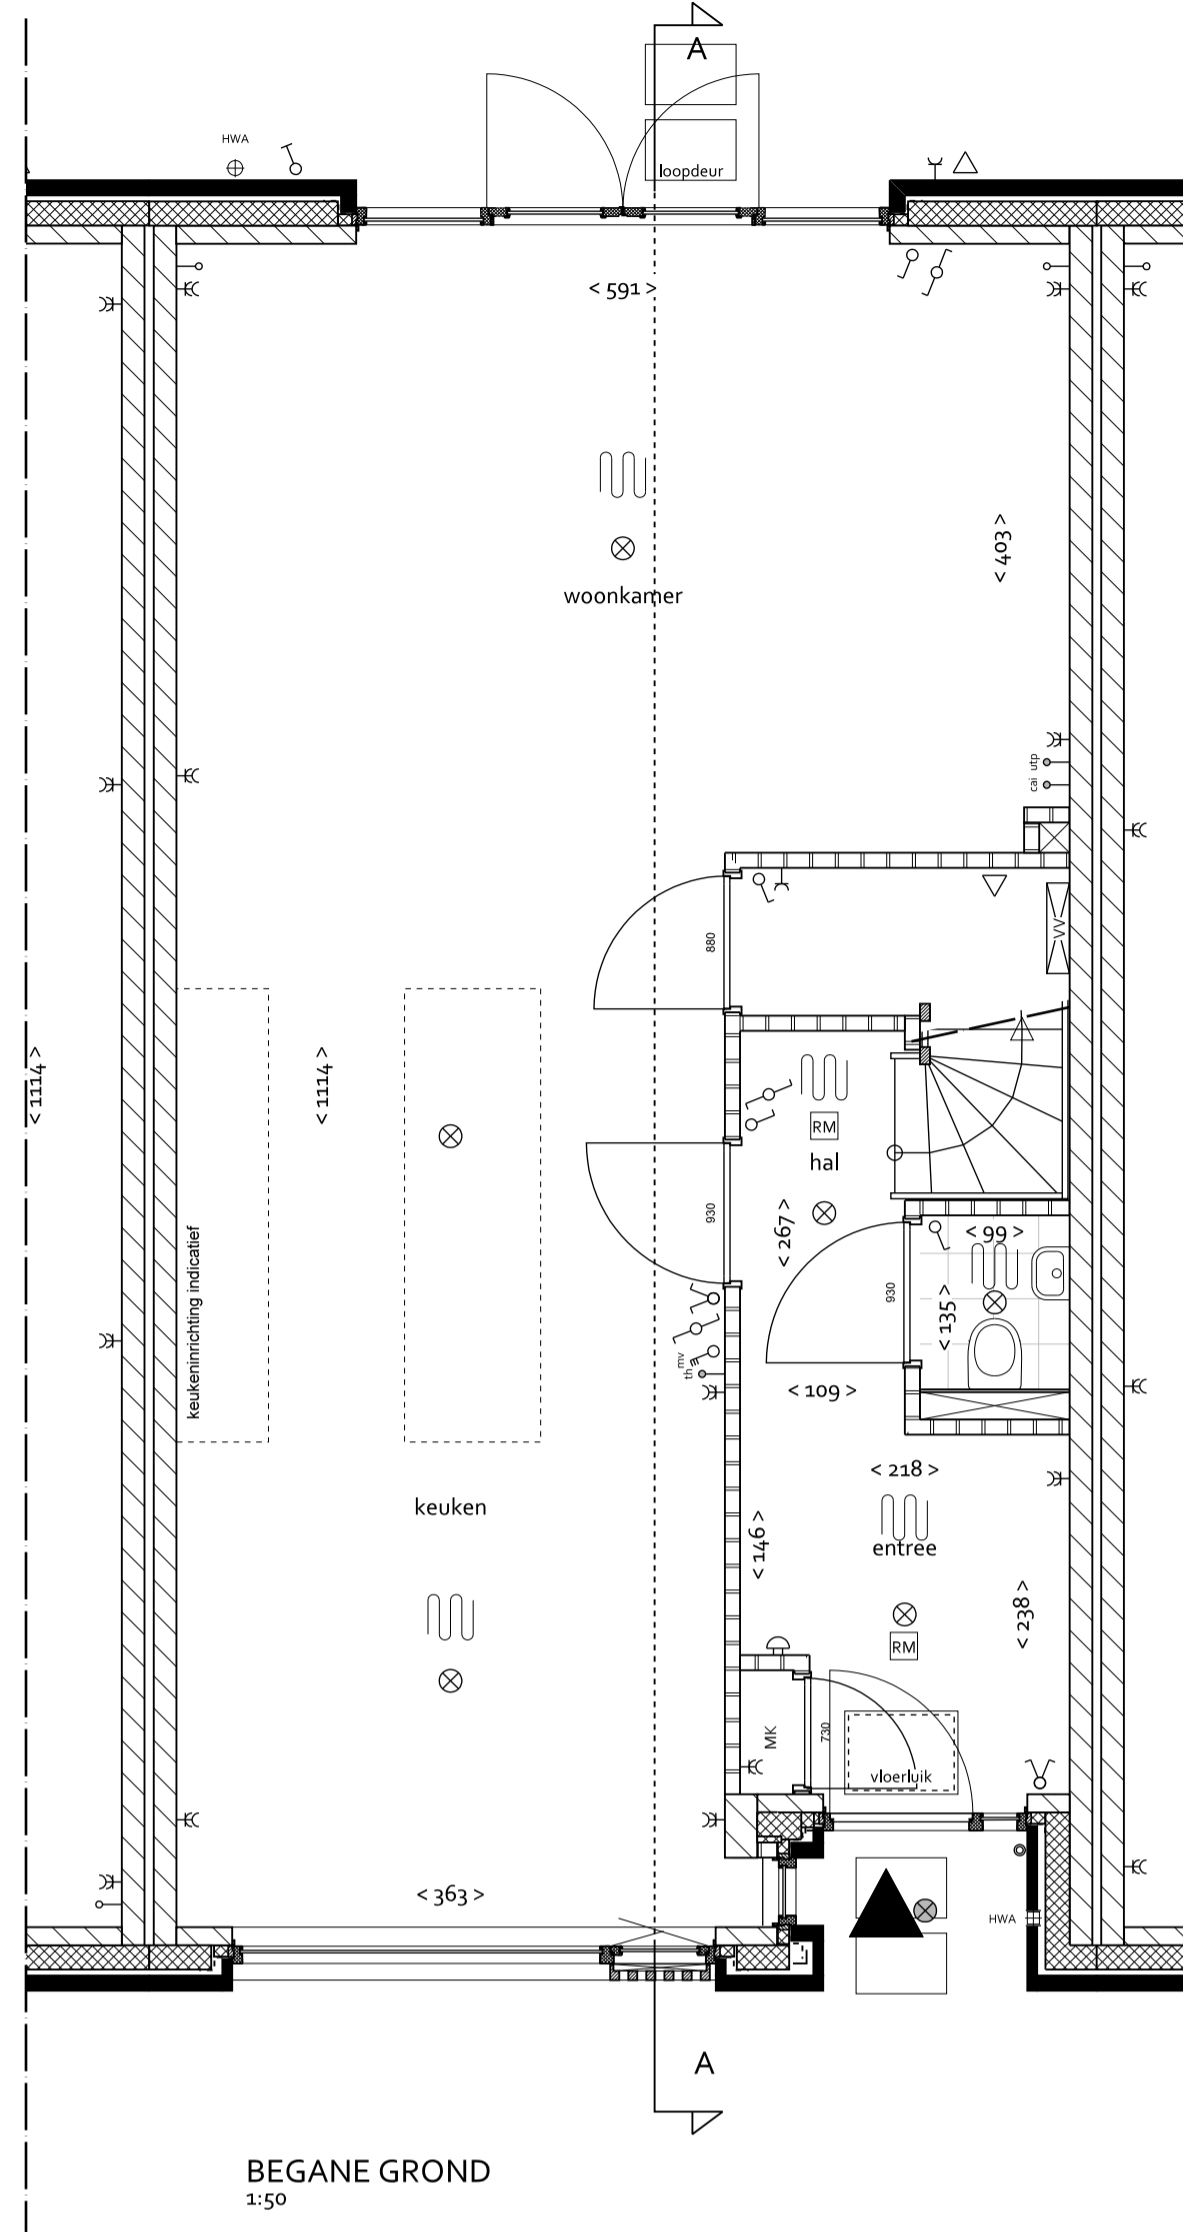 A
HWA
loopdeur
< 591 >
< 403 >
woonkamer
utp
cai
VV
880
< 1114 >
< 1114 >
RM
hal
930
< 267 >
< 99 >
930
< 135 >
keukeninrichting indicatief
mv
th
< 109 >
< 218 >
keuken
< 146 >
entree
< 238 >
RM
MK
730
vloerluik
< 363 >
HWA
A
BEGANE GROND
1:50